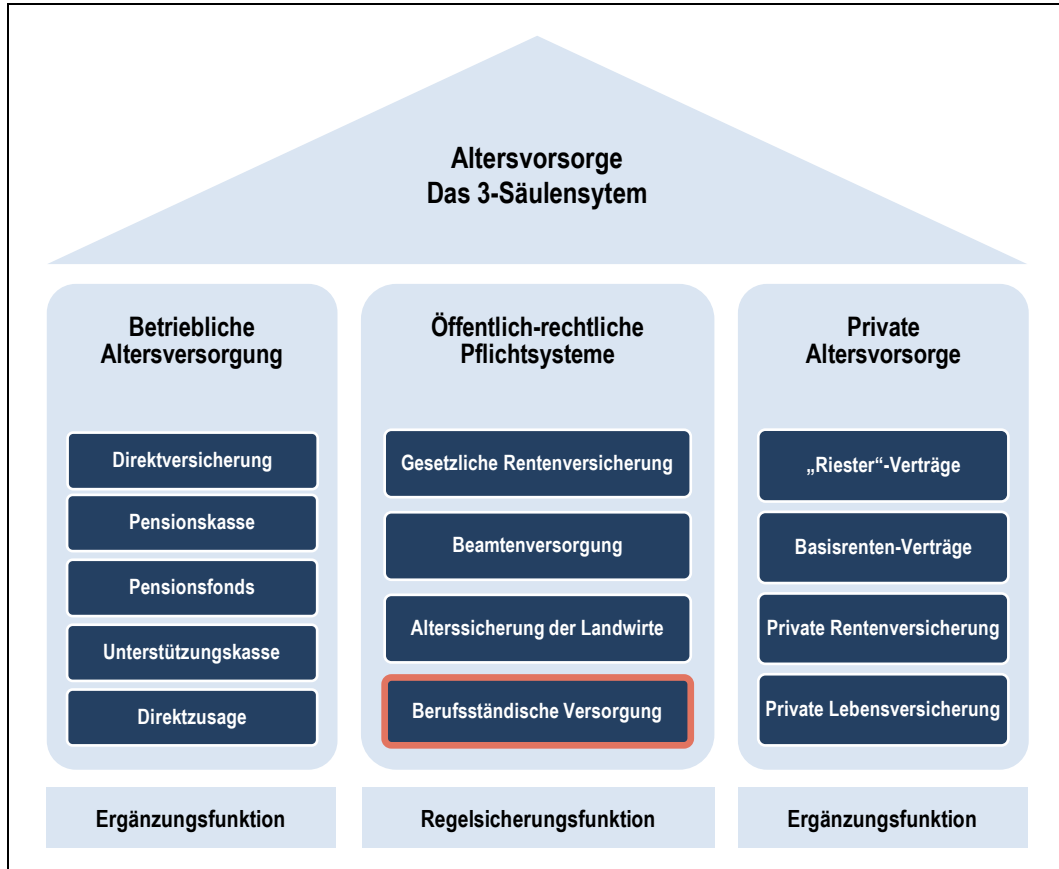 Altersvorsorge
Das 3-Säulensytem
Betriebliche
Altersversorgung
Direktversicherung
Pensionskasse
Pensionsfonds
Unterstützungskasse
Direktzusage
Ergänzungsfunktion
Öffentlich-rechtliche
Pflichtsysteme
Gesetzliche Rentenversicherung
Beamtenversorgung
Alterssicherung der Landwirte
Berufsständische Versorgung
Regelsicherungsfunktion
Private
Altersvorsorge
„Riester“-Verträge
Basisrenten-Verträge
Private Rentenversicherung
Private Lebensversicherung
Ergänzungsfunktion